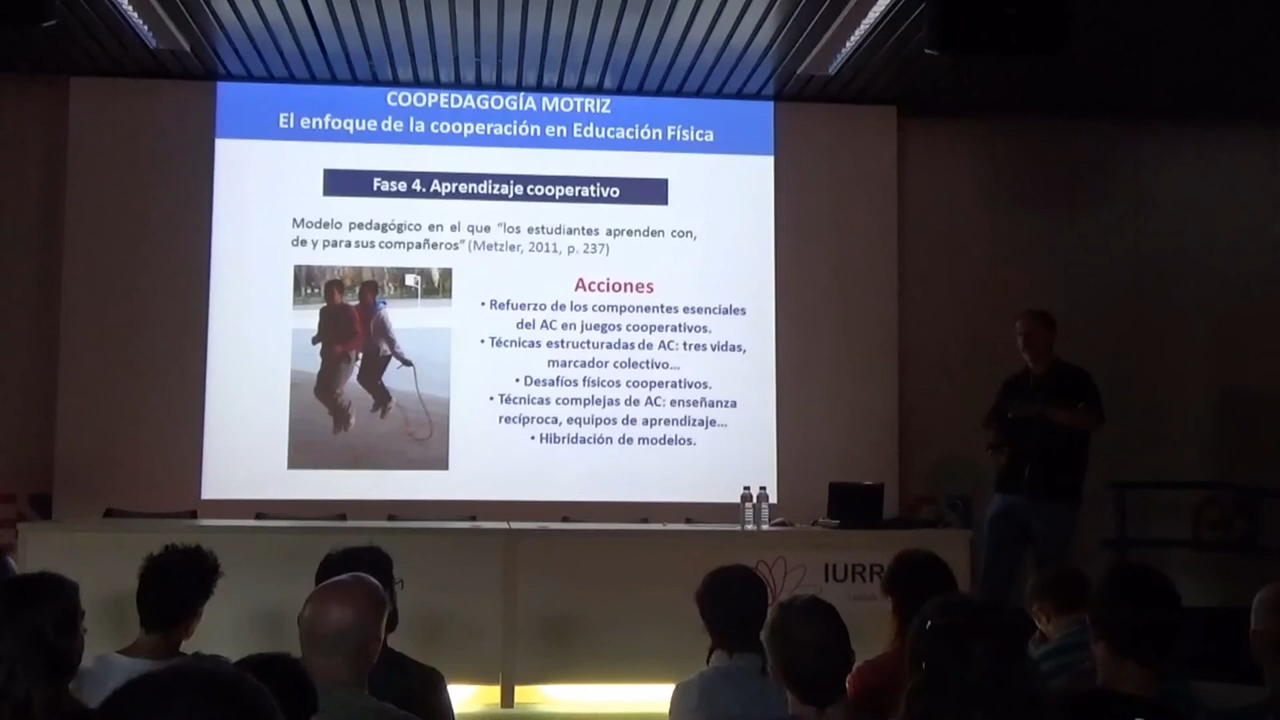 COOPEDAGOGÍA MOTRIZ
El enfoque de la cooperación en Educación Física
Fase 4. Aprendizaje cooperativo
Modelo pedagógico en el que "los estudiantes aprenden con,
de y para sus compañeros" (Metzler, 2011, p. 237)
Acciones
• Refuerzo de los componentes esenciales
del AC en juegos cooperativos.
• Técnicas estructuradas de AC: tres vidas,
marcador colectivo...
• Desafíos físicos cooperativos.
• Técnicas complejas de AC: enseñanza
recíproca, equipos de aprendizaje...
• Hibridación de modelos.
IURR